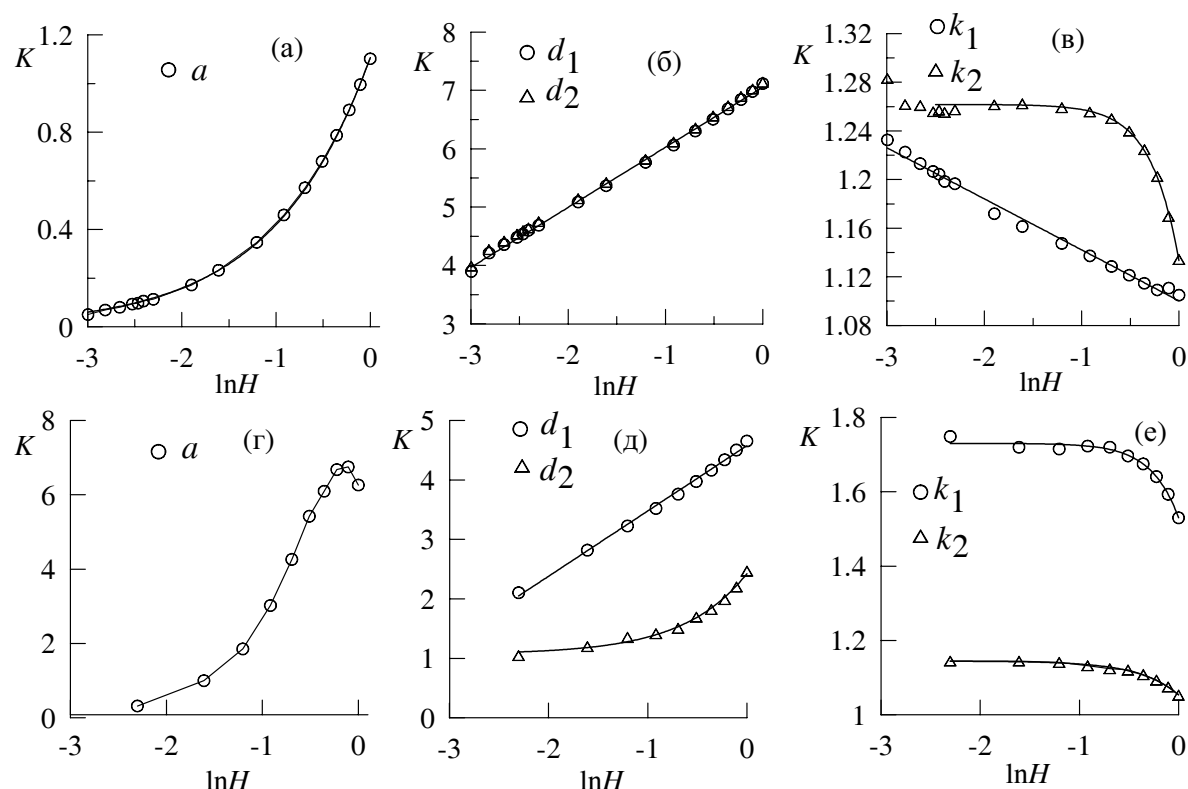 K
1.2
0.8
0.4
0
(а)
a
-3
-2
-1
0
lnH
K
8
7
6
5
4
3
d1
d2
(б)
-3
-2
-1
0
lnH
K
1.32
1.28
1.24
1.2
1.16
1.12
1.08
k1
k2
(в)
-3
-2
-1
0
lnH
K
8
6
4
2
0
a
(г)
-3
-2
-1
0
lnH
K
5
4
3
2
1
0
d1
d2
(д)
-3
-2
-1
0
lnH
K
1.8
1.6
1.4
1.2
1
(е)
k1
k2
-3
-2
-1
0
lnH